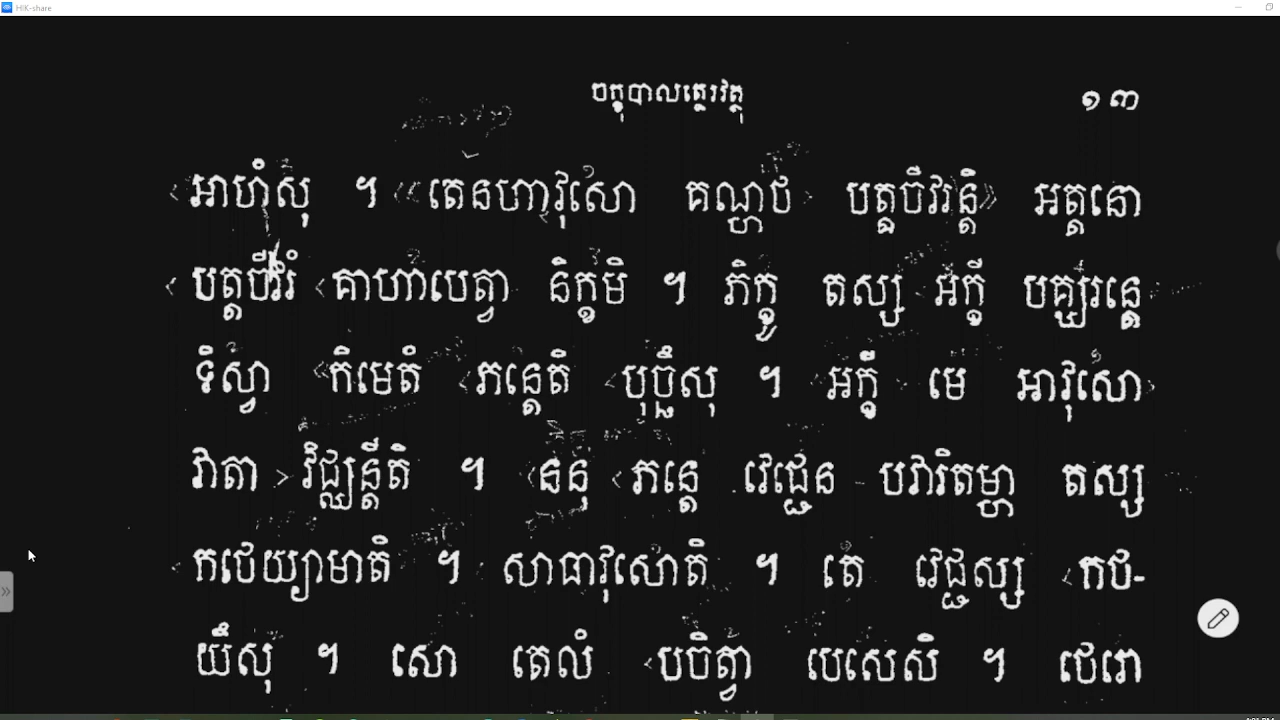 HiK-share
ចក្ខុបាលត្ថេរវត្ថុ ១៣
អាហំសុ ។ «តេនហាវុសោ គណ្ហថ បត្តចីវរន្តិ» អត្តនោ
បត្តចីវរំ គាហាបេត្វា និក្ខមិ ។ ភិក្ខូ តស្ស អក្ខី បគ្ឃរន្តេ
ទិស្វា កិមេតំ ភន្តេតិ បុច្ឆឹសុ ។ អក្ខីំ មេ អាវុសោ
វាតា វិជ្ឈន្តីតិ ។ ននុ ភន្តេ វេជ្ជេន បវារិតម្ហា តស្ស
កថេយ្យាមាតិ ។ សាធាវុសោតិ ។ តេ វេជ្ជស្ស កថ-
យឹសុ ។ សោ តេលំ បចិត្វា បេសេសិ ។ ថេរោ